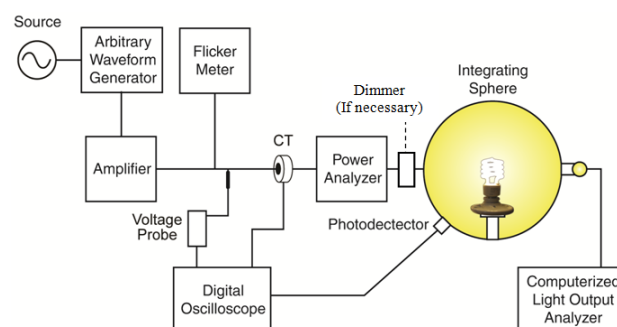 Source
Arbitrary
Waveform
Generator
Flicker
Meter
Dimmer
(If necessary)
Integrating
Sphere
Amplifier
CT
Power
Analyzer
Voltage
Probe
Photodectector
Digital
Oscilloscope
Computerized
Light Output
Analyzer